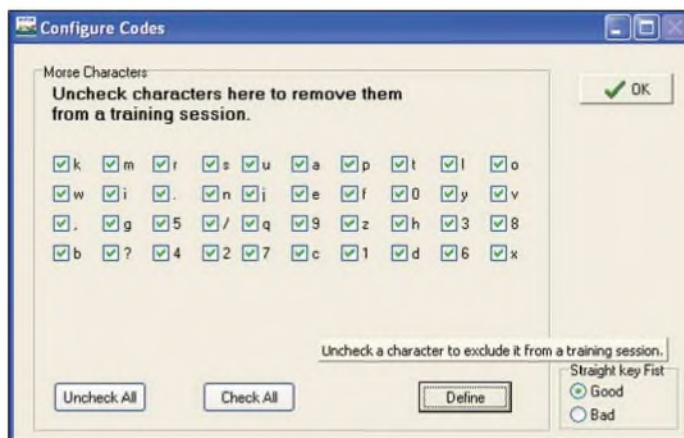 Configure Codes
Morse Characters
Uncheck characters here to remove them
from a training session.
OK
k m r s u a p t l o
w i . n j e f 0 y v
, g 5 / q 9 z h 3 8
b ? 4 2 7 c 1 d 6 x
Uncheck a character to exclude it from a training session.
Uncheck All Check All Define
Straight key Fist
Good
Bad